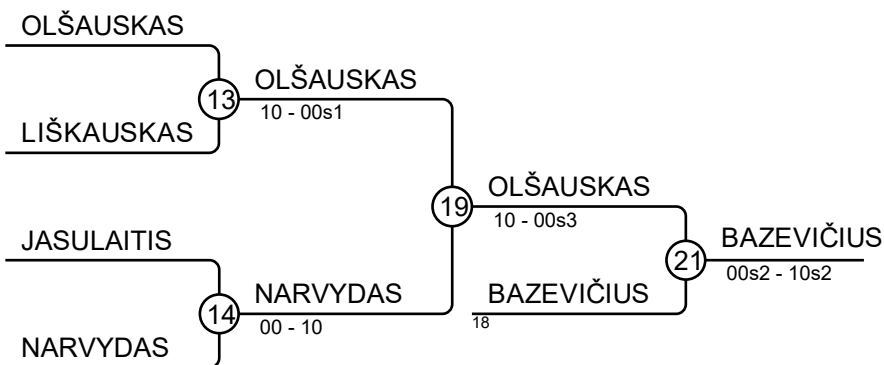 OLŠAUSKAS
13
OLŠAUSKAS
10 - 00s1
LIŠKAUSKAS
19
OLŠAUSKAS
10 - 00s3
JASULAITIS
21
BAZEVIČIUS
00s2 - 10s2
14
NARVYDAS
00 - 10
BAZEVIČIUS
18
NARVYDAS